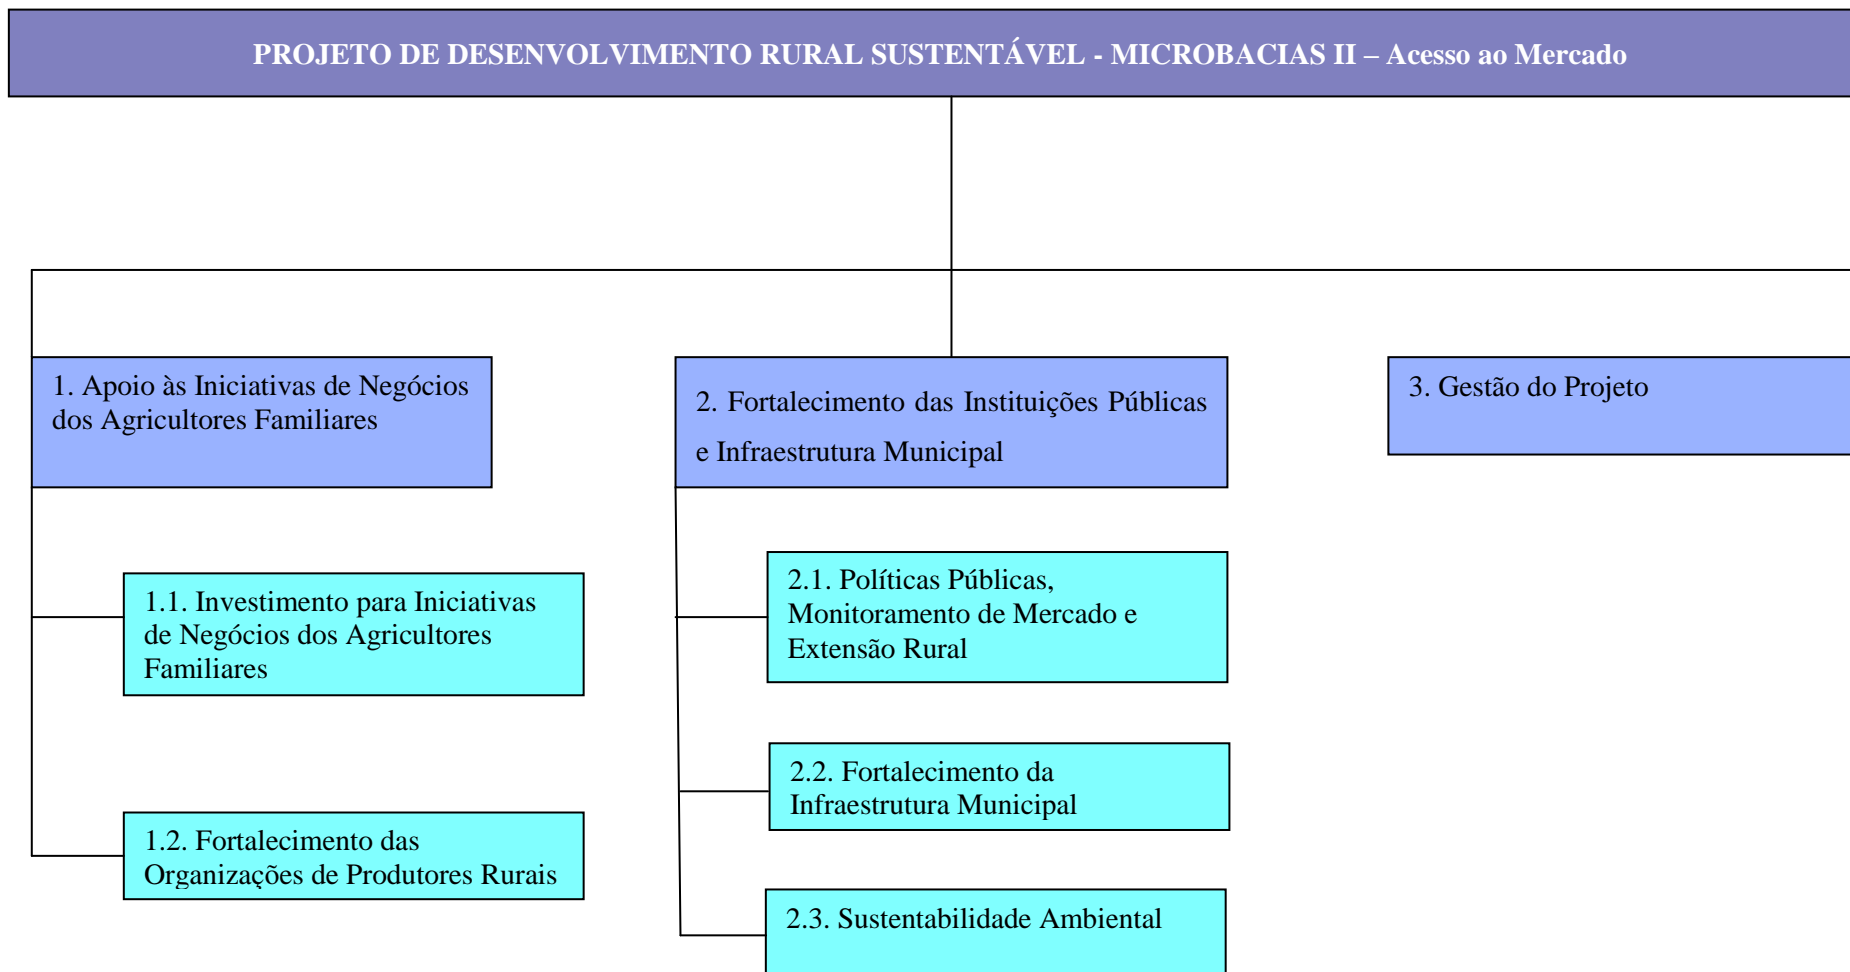 PROJETO DE DESENVOLVIMENTO RURAL SUSTENTÁVEL - MICROBACIAS II – Acesso ao Mercado
1. Apoio às Iniciativas de Negócios
dos Agricultores Familiares
2. Fortalecimento das Instituições Públicas
e Infraestrutura Municipal
3. Gestão do Projeto
1.1. Investimento para Iniciativas
de Negócios dos Agricultores
Familiares
1.2. Fortalecimento das
Organizações de Produtores Rurais
2.1. Políticas Públicas,
Monitoramento de Mercado e
Extensão Rural
2.2. Fortalecimento da
Infraestrutura Municipal
2.3. Sustentabilidade Ambiental